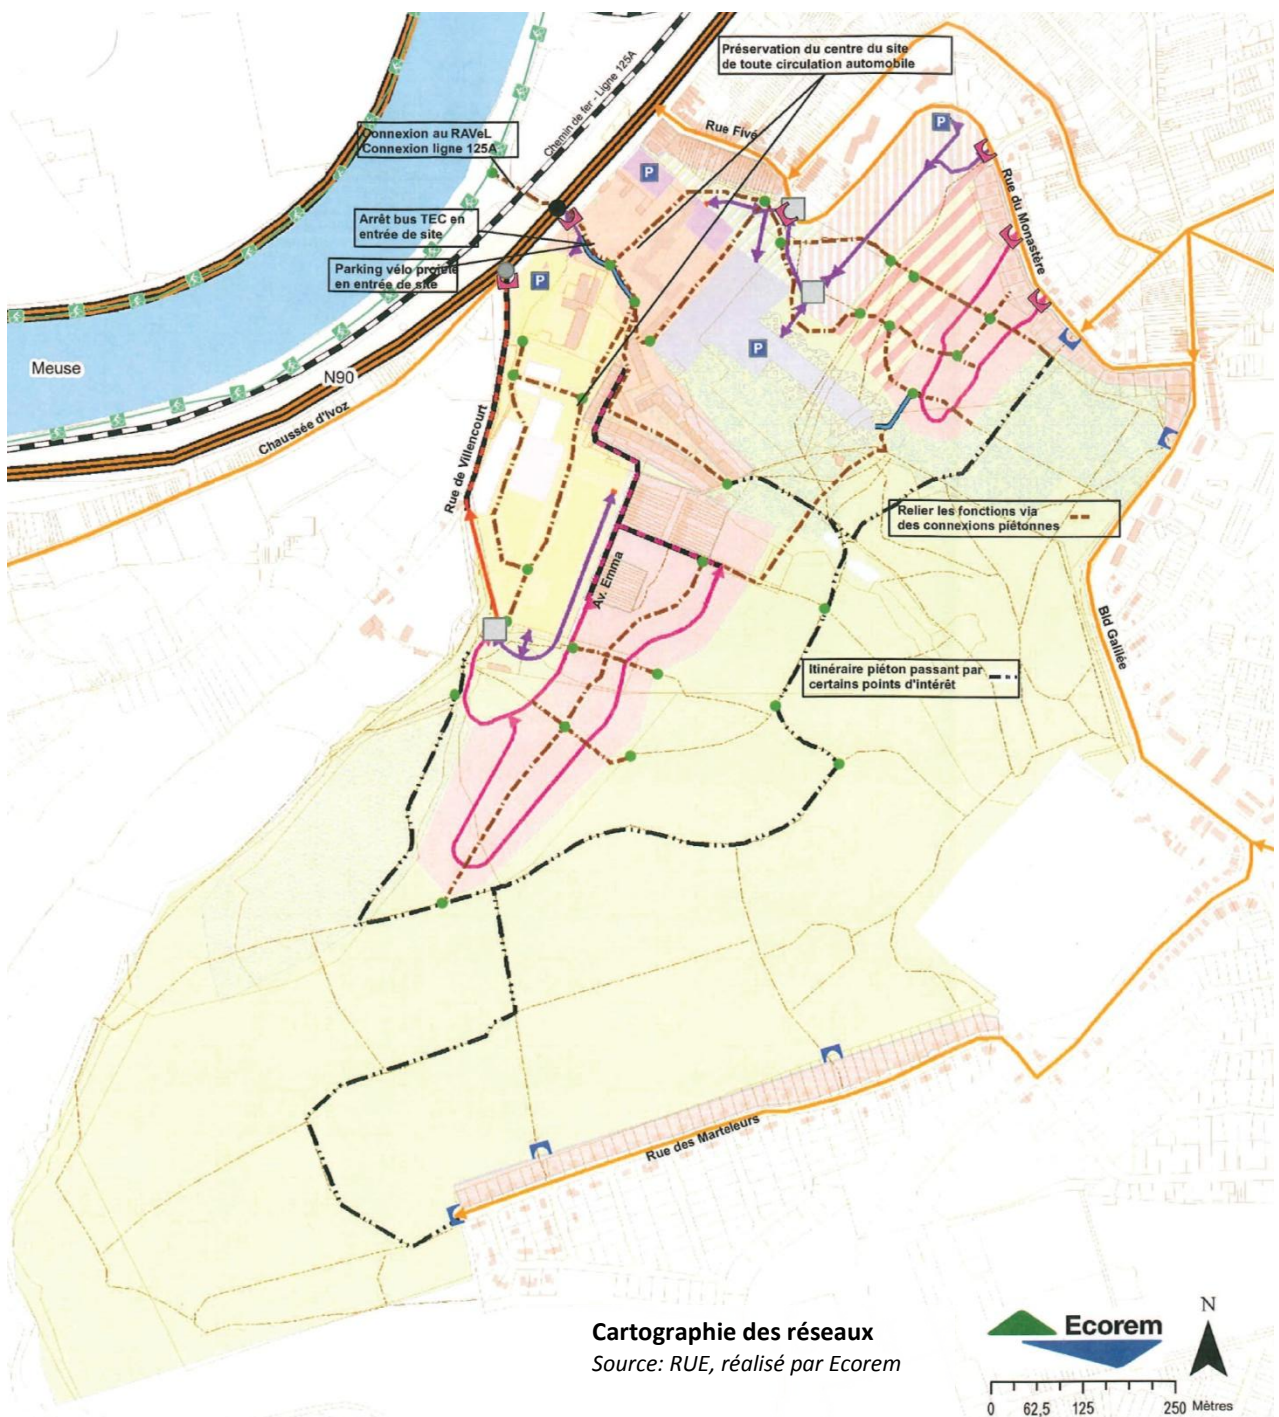 Préservation du centre du site
de toute circulation automobile
Chemin de fer - Ligne 125A
Rue Fivé
P
Connexion au RAVeL
Connexion ligne 125A
P
Rue du Monastère
Arrêt bus TEC en
entrée de site
Parking vélo projeté
en entrée de site
P
P
Meuse
N90
Chaussée d'Ivoz
Rue de Villencourt
Relier les fonctions via
des connexions piétonnes
Av. Emma
Bld Galilée
Itinéraire piéton passant par
certains points d'intérêt
Rue des Marteleurs
Cartographie des réseaux
Source: RUE, réalisé par Ecorem
Ecorem
N
0 62,5 125 250 Mètres